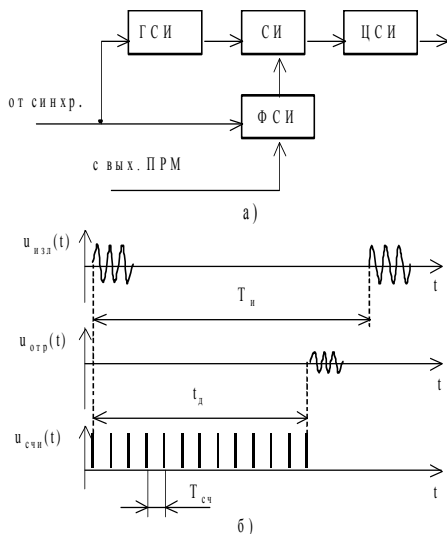 ГСИ СИ ЦСИ
от синхр.
ФСИ
с вых. ПРМ
а)
uизл(t)
t
Tи
uотр(t)
t
tд
uсчи(t)
t
Tсч
б)